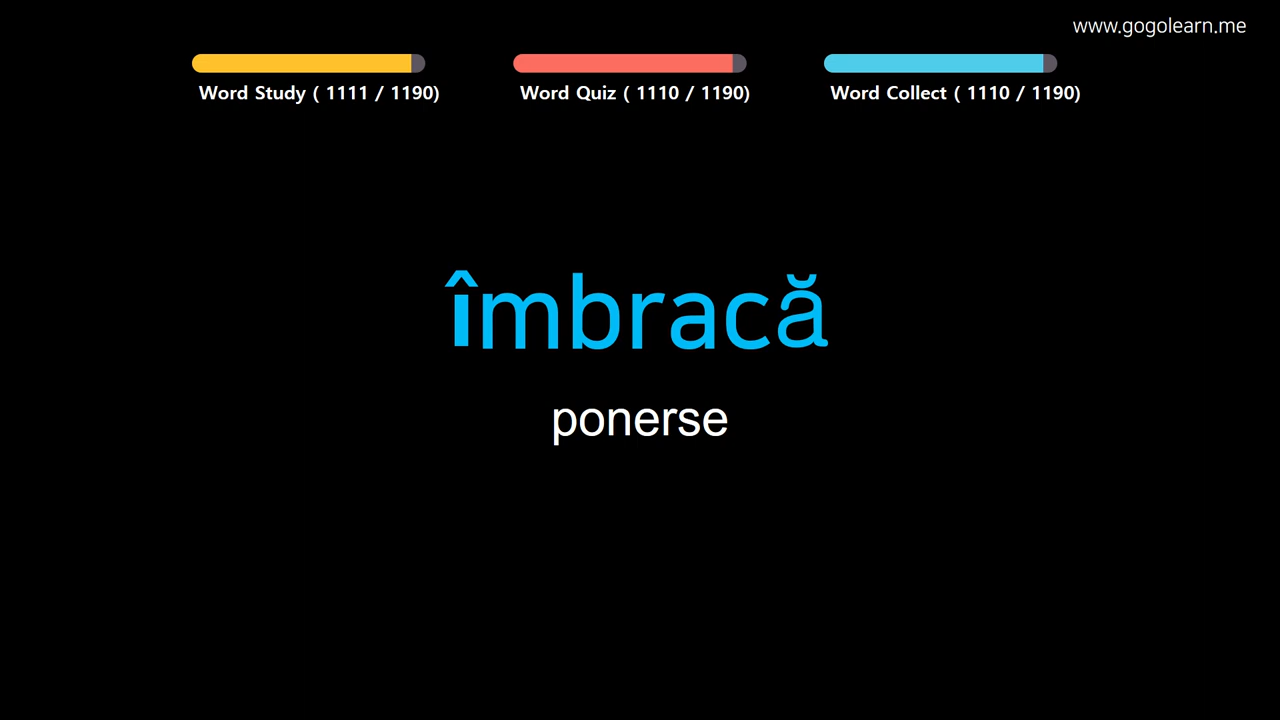 www.gogolearn.me
Word Study ( 1111 / 1190)
Word Quiz ( 1110 / 1190)
Word Collect ( 1110 / 1190)
îmbracă
ponerse